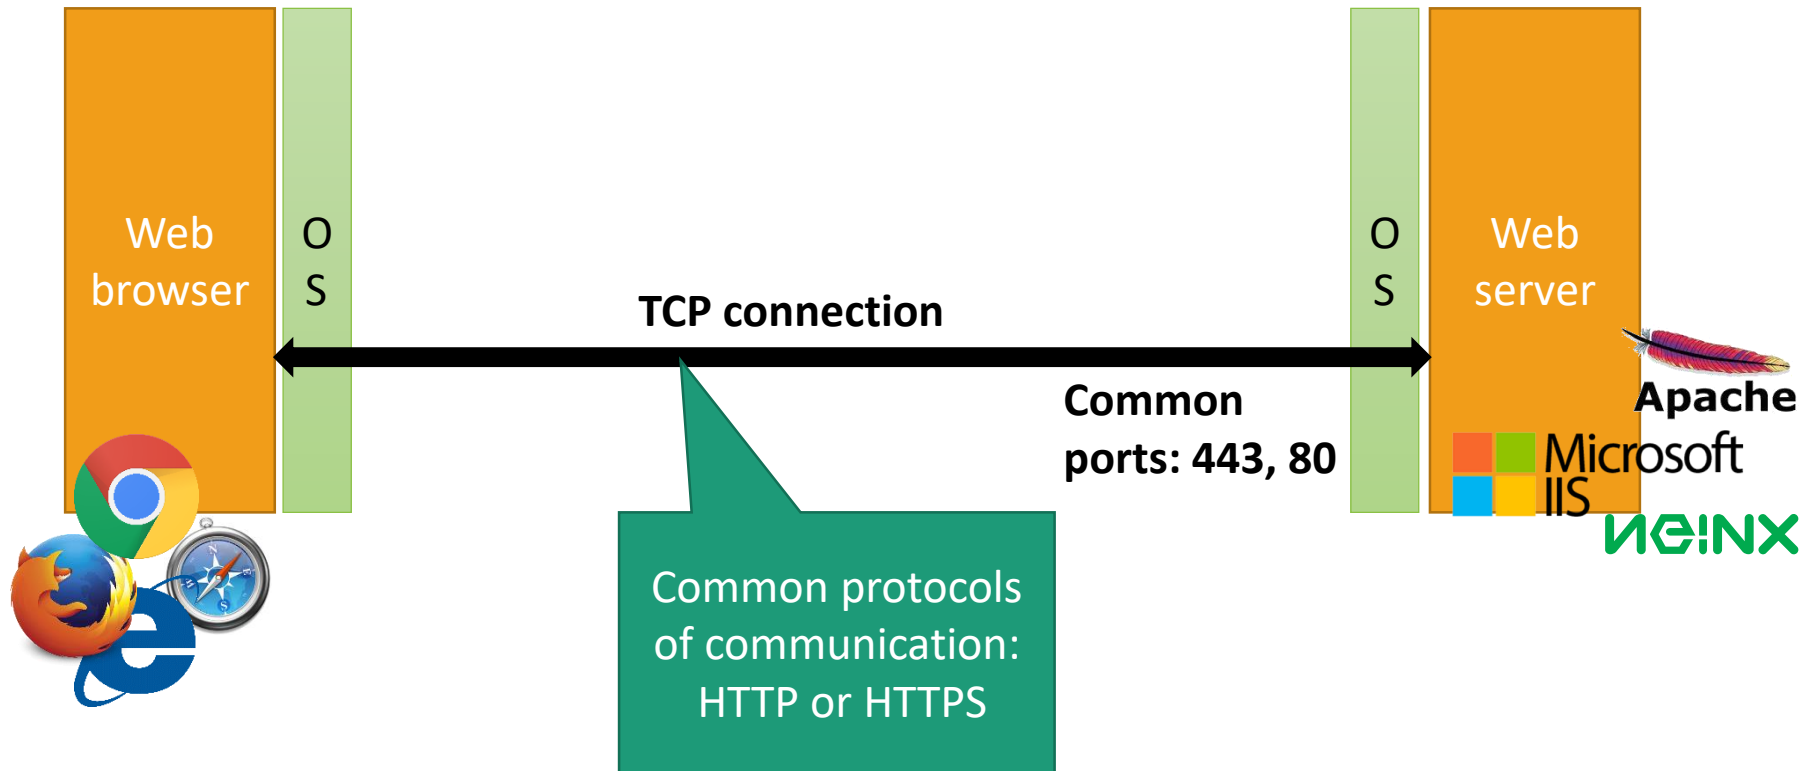 Web
browser
O
S
TCP connection
Common
ports: 443, 80
O
S
Web
server
Apache
Microsoft
IIS
NGINX
Common protocols
of communication:
HTTP or HTTPS